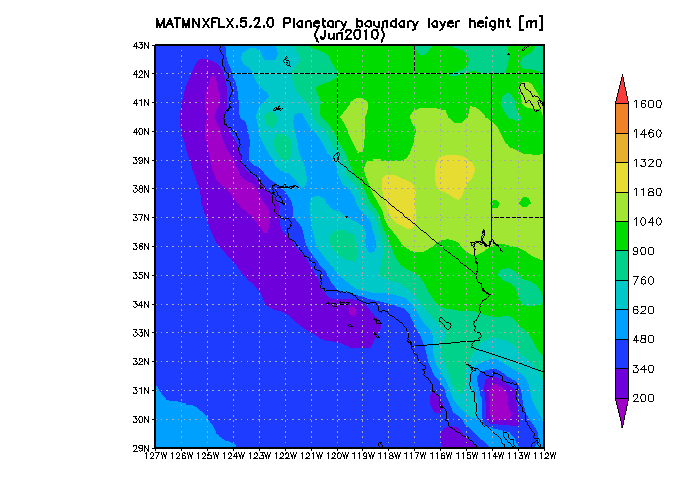 MATMNXFLX.5.2.0 Planetary boundary layer height [m]
(Jun2010)
43N
42N
41N
40N
39N
38N
37N
36N
35N
34N
33N
32N
31N
30N
29N
127W 126W 125W 124W 123W 122W 121W 120W 119W 118W 117W 116W 115W 114W 113W 112W
1600
1460
1320
1180
1040
900
760
620
480
340
200